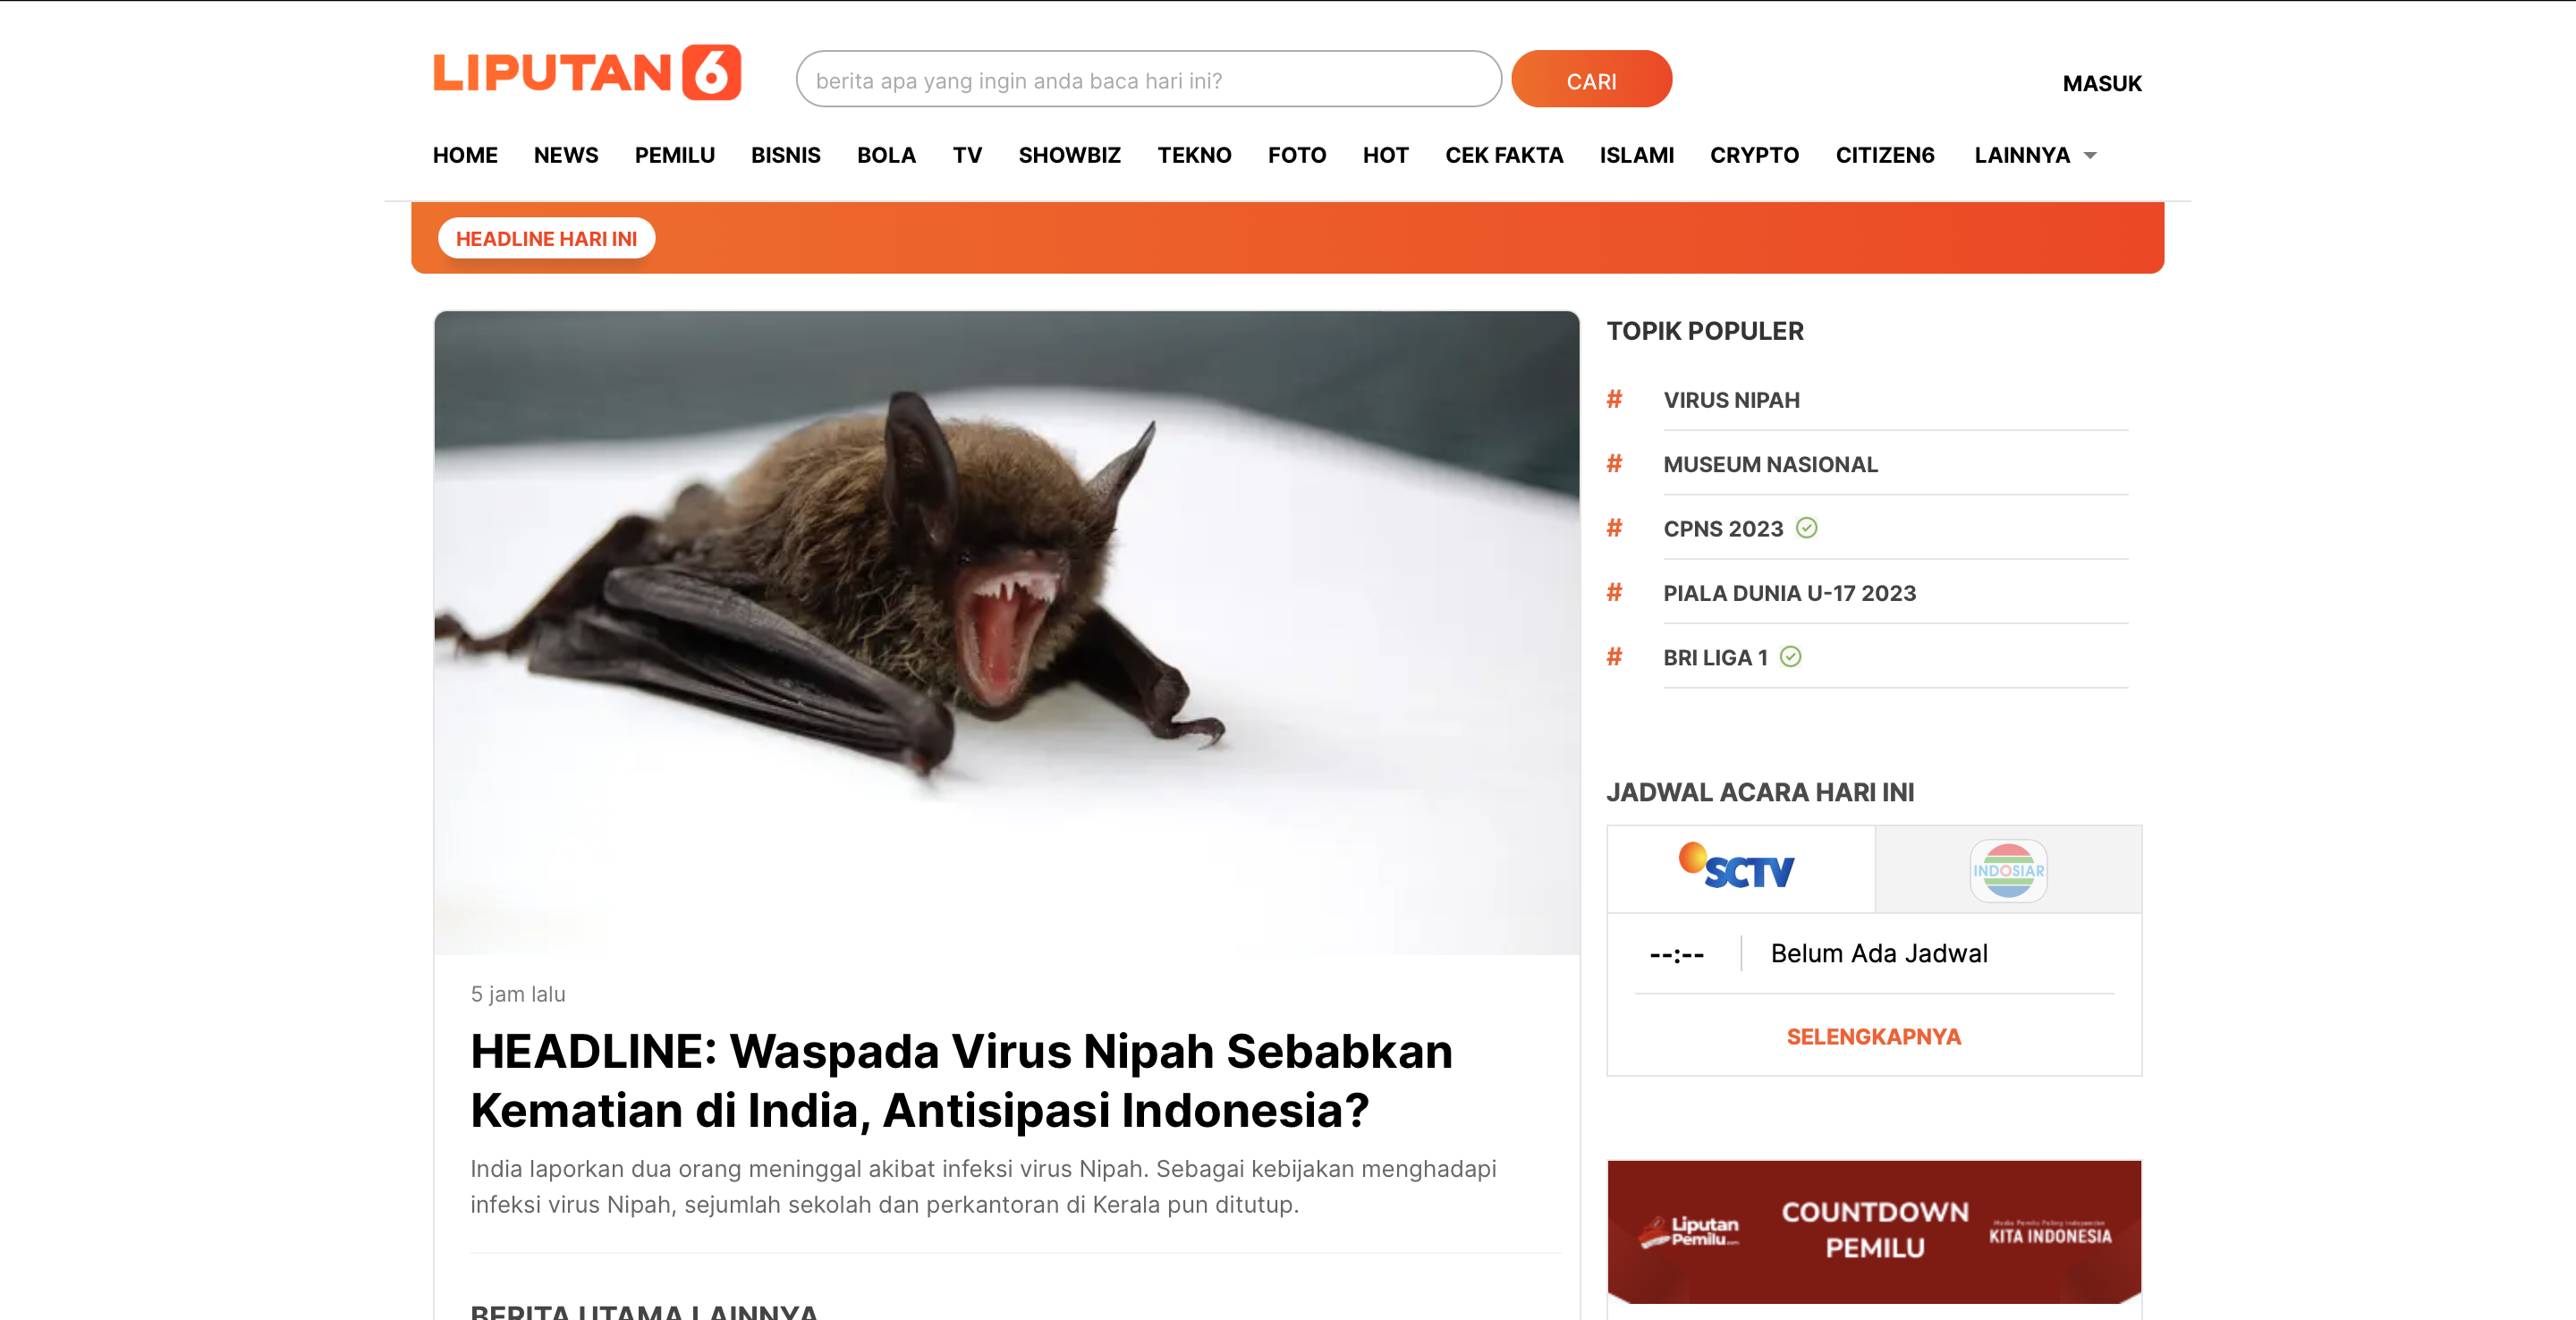 LIPUTAN 6
berita apa yang ingin anda baca hari ini?
CARI
MASUK
HOME NEWS PEMILU BISNIS BOLA TV SHOWBIZ TEKNO FOTO HOT CEK FAKTA ISLAMI CRYPTO CITIZEN6 LAINNYA
HEADLINE HARI INI
5 jam lalu
HEADLINE: Waspada Virus Nipah Sebabkan
Kematian di India, Antisipasi Indonesia?
India laporkan dua orang meninggal akibat infeksi virus Nipah. Sebagai kebijakan menghadapi
infeksi virus Nipah, sejumlah sekolah dan perkantoran di Kerala pun ditutup.
BERITA UTAMA LAINNYA
TOPIK POPULER
# VIRUS NIPAH
# MUSEUM NASIONAL
# CPNS 2023
# PIALA DUNIA U-17 2023
# BRI LIGA 1
JADWAL ACARA HARI INI
SCTV
INDOSIAR
--:-- Belum Ada Jadwal
SELENGKAPNYA
Liputan
Pemilu.com
COUNTDOWN
PEMILU
KITA INDONESIA